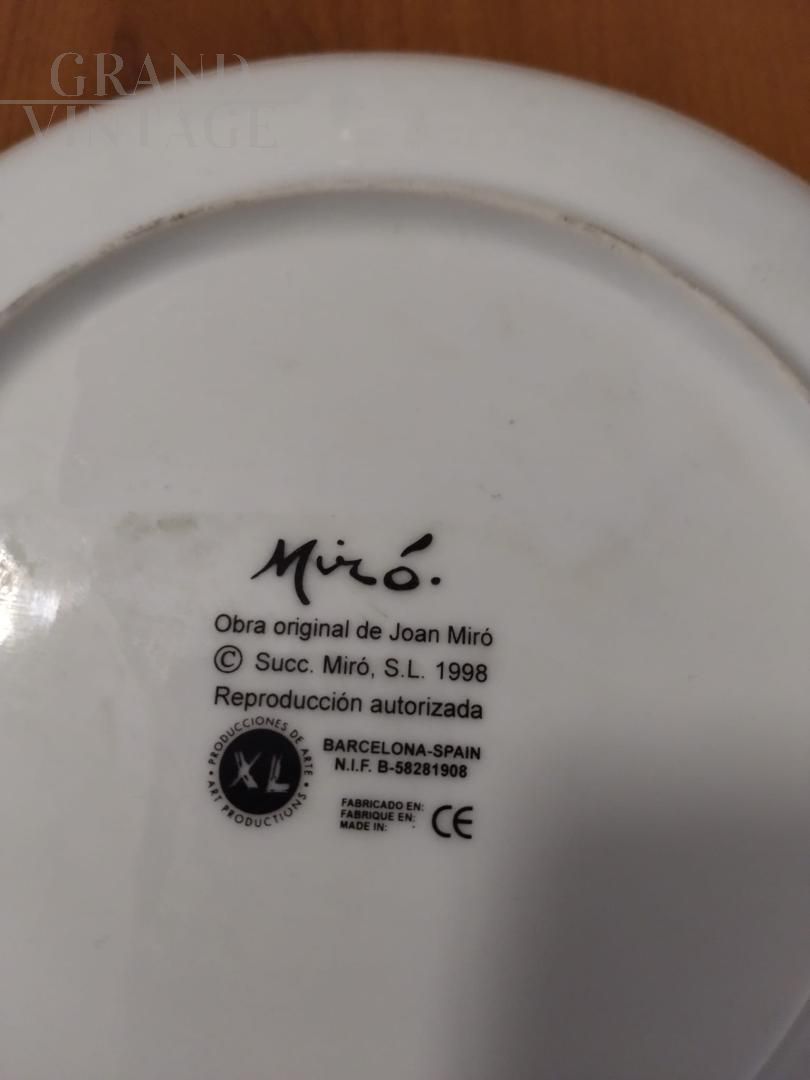 GRAND
VINTAGE
Miró.
Obra original de Joan Miró
© Succ. Miró, S.L. 1998
Reproducción autorizada
PRODUCCIONES DE ARTE
XL
ART PRODUCTIONS
BARCELONA-SPAIN
N.I.F. B-58281908
FABRICADO EN:
FABRIQUE EN:
MADE IN:
CE